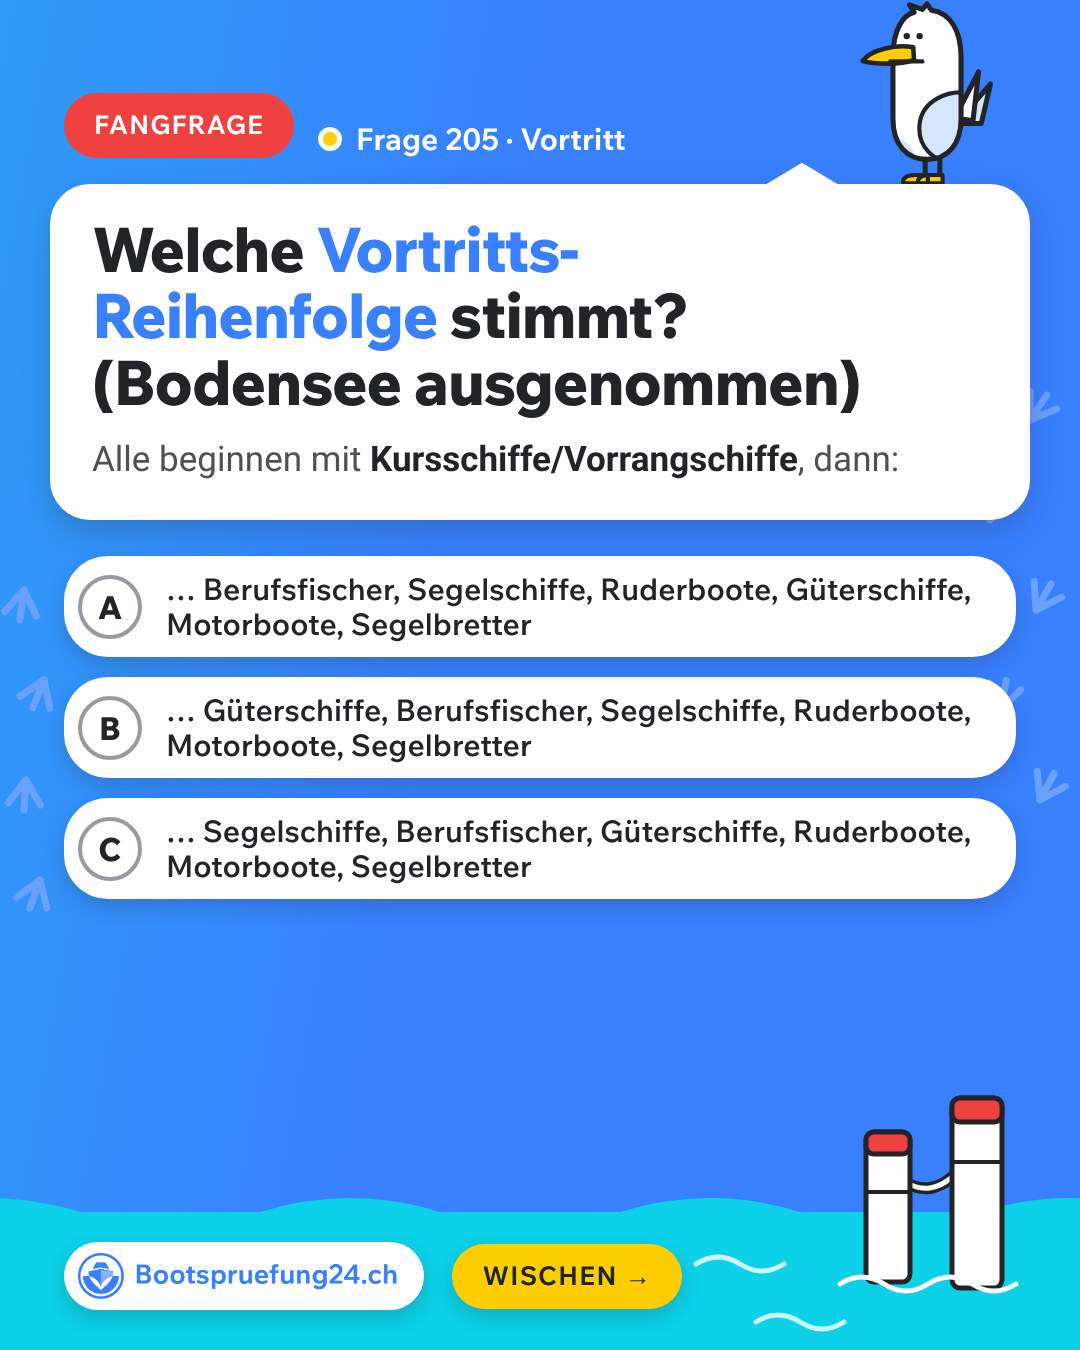 FANGFRAGE
Frage 205 · Vortritt
Welche Vortritts-
Reihenfolge stimmt?
(Bodensee ausgenommen)
Alle beginnen mit Kursschiffe/Vorrangschiffe, dann:
A
... Berufsfischer, Segelschiffe, Ruderboote, Güterschiffe,
Motorboote, Segelbretter
B
... Güterschiffe, Berufsfischer, Segelschiffe, Ruderboote,
Motorboote, Segelbretter
C
... Segelschiffe, Berufsfischer, Güterschiffe, Ruderboote,
Motorboote, Segelbretter
Bootspruefung24.ch
WISCHEN →